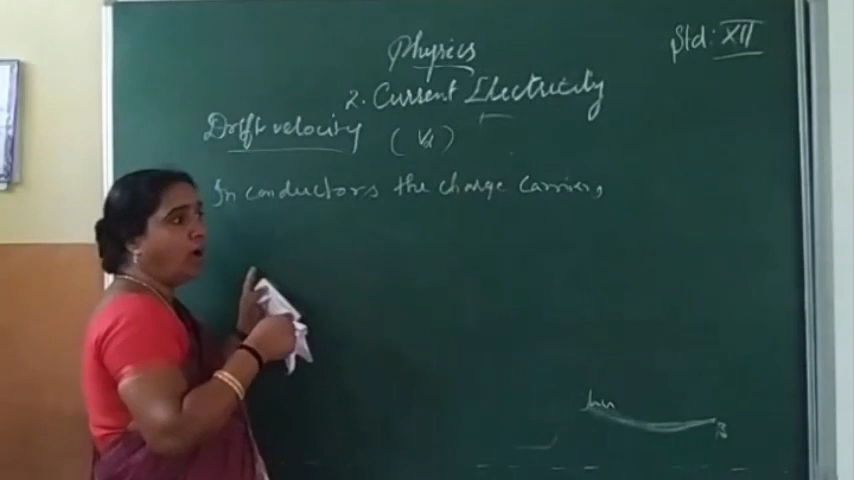 Physics
Std: XII
2. Current Electricity
Drift velocity (Vd)
In conductors the charge carriers